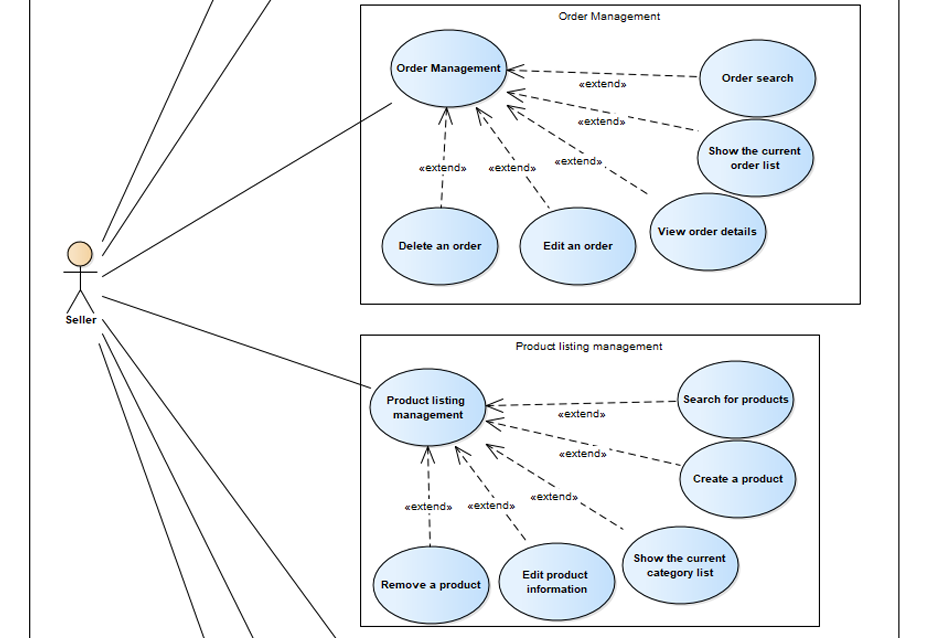 Order Management
Order Management
Order search
«extend»
«extend»
Show the current
order list
«extend»
«extend»
«extend»
View order details
Delete an order
Edit an order
Seller
Product listing management
Product listing
management
Search for products
«extend»
«extend»
Create a product
«extend»
«extend»
«extend»
Show the current
category list
Remove a product
Edit product
information